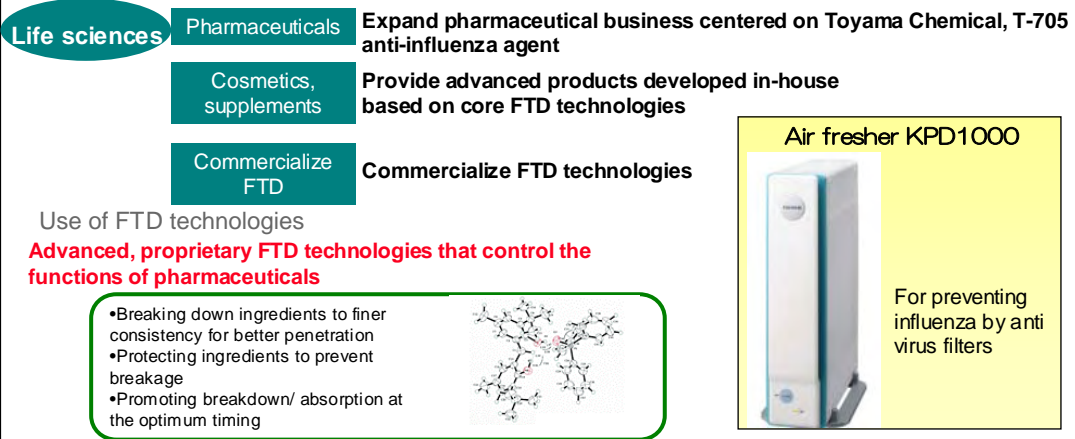 Life sciences
Pharmaceuticals
Expand pharmaceutical business centered on Toyama Chemical, T-705
anti-influenza agent
Cosmetics,
supplements
Provide advanced products developed in-house
based on core FTD technologies
Commercialize
FTD
Commercialize FTD technologies
Use of FTD technologies
Advanced, proprietary FTD technologies that control the
functions of pharmaceuticals
•Breaking down ingredients to finer
consistency for better penetration
•Protecting ingredients to prevent
breakage
•Promoting breakdown/ absorption at
the optimum timing
Air fresher KPD1000
For preventing
influenza by anti
virus filters